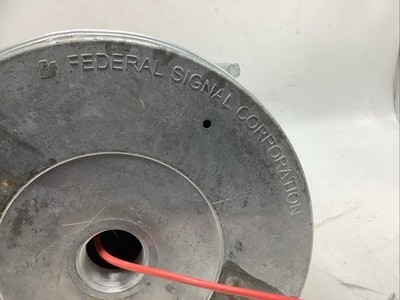 FEDERAL SIGNAL CORPORATION